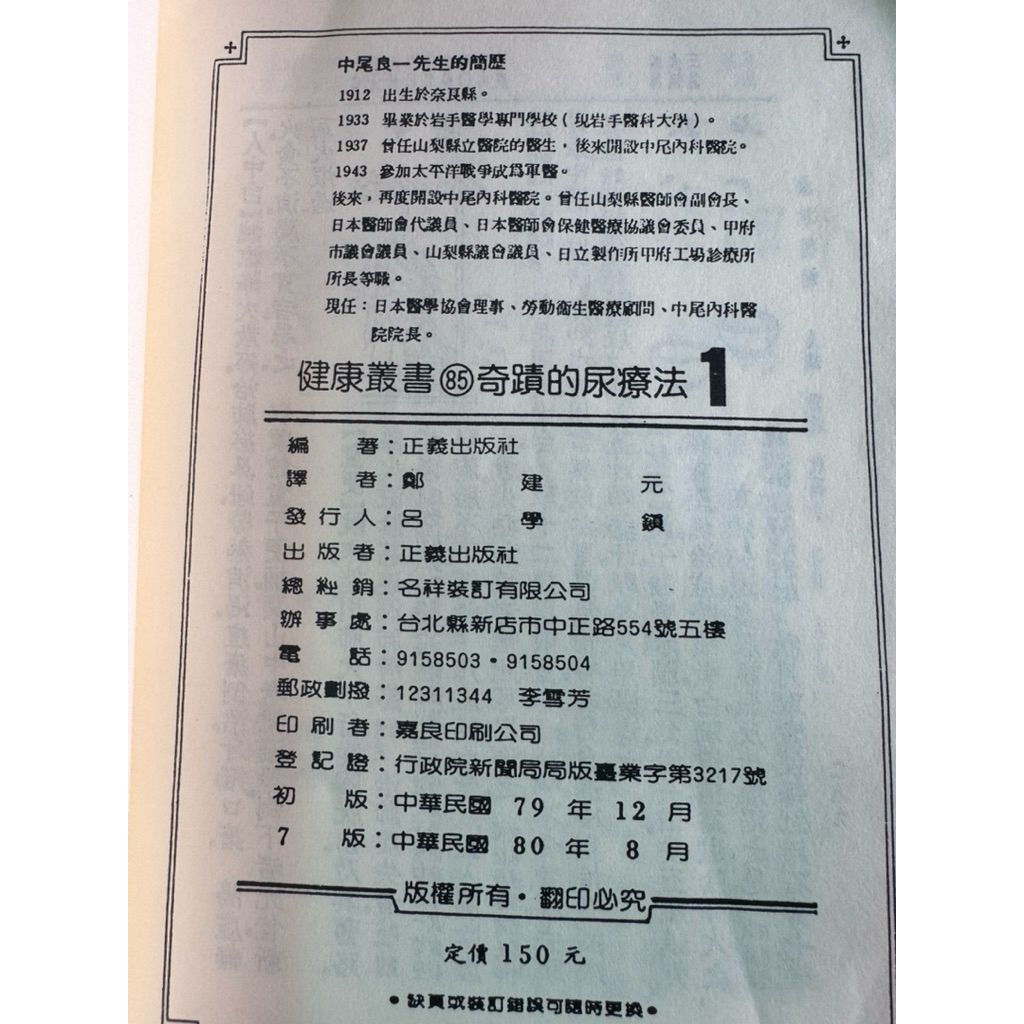 中尾良一先生的簡歷
1912 出生於奈良縣。
1933 畢業於岩手醫學專門學校(現岩手醫科大學)。
1937 曾任山梨縣立醫院的醫生,後來開設中尾內科醫院。
1943 參加太平洋戰爭成爲軍醫。
後來,再度開設中尾內科醫院。曾任山梨縣醫師會副會長、
日本醫師會代議員、日本醫師會保健醫療協議會委員、甲府
市議會議員、山梨縣議會議員、日立製作所甲府工場診療所
所長等職。
現任:日本醫學協會理事、勞動衛生醫療顧問、中尾內科醫
院院長。
健康叢書㊅奇蹟的尿療法 1
編 著:正義出版社
譯 者:鄭 建 元
發行人:呂 學 鎮
出版者:正義出版社
總經銷:名祥裝訂有限公司
辦事處:台北縣新店市中正路554號五樓
電 話:9158503・9158504
郵政劃撥:12311344 李雪芳
印刷者:嘉良印刷公司
登記證:行政院新聞局局版臺業字第3217號
初 版:中華民國 79 年 12 月
7 版:中華民國 80 年 8 月
版權所有・翻印必究
定價 150 元
•缺頁或裝訂錯誤可隨時更換•